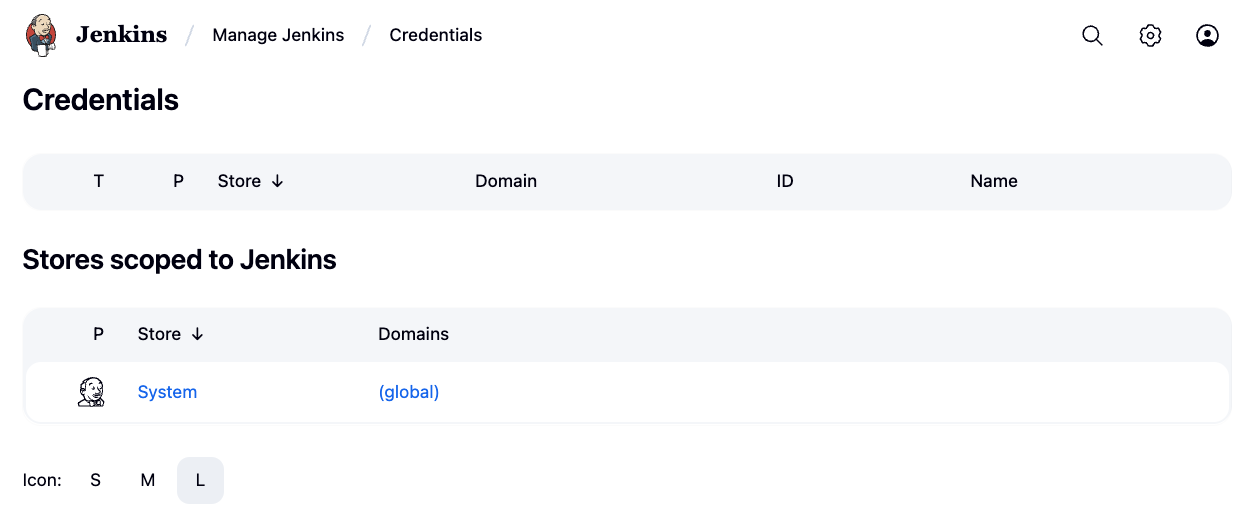 Jenkins / Manage Jenkins / Credentials
Credentials
T P Store ↓ Domain ID Name
Stores scoped to Jenkins
P Store ↓ Domains
System (global)
Icon: S M L